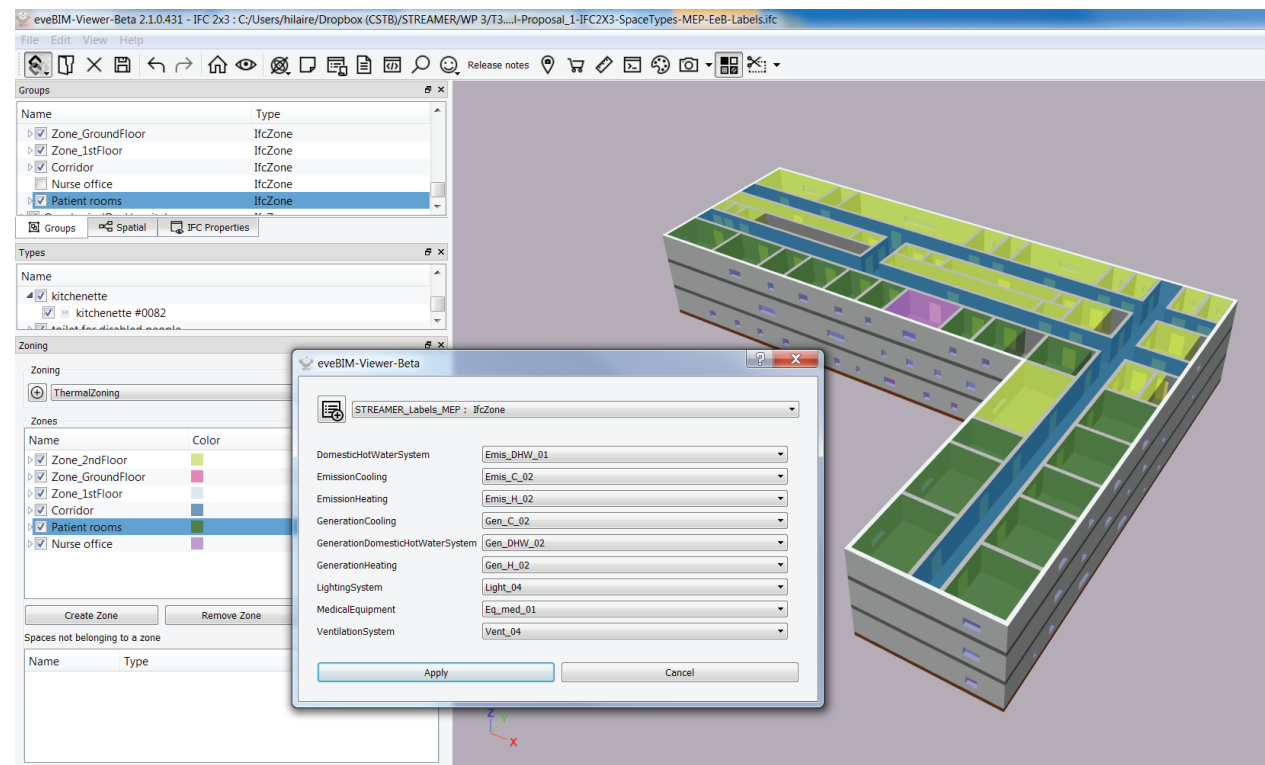 eveBIM-Viewer-Beta 2.1.0.431 - IFC 2x3 : C:/Users/hilaire/Dropbox (CSTB)/STREAMER/WP 3/T3....l-Proposal_1-IFC2X3-SpaceTypes-MEP-EeB-Labels.ifc
File Edit View Help
Release notes
Groups
Name Type
Zone_GroundFloor IfcZone
Zone_1stFloor IfcZone
Corridor IfcZone
Nurse office IfcZone
Patient rooms IfcZone
Groups Spatial IFC Properties
Types
Name
kitchenette
kitchenette #0082
toilet for disabled people
Zoning
Zoning
ThermalZoning
Zones
Name Color
Zone_2ndFloor
Zone_GroundFloor
Zone_1stFloor
Corridor
Patient rooms
Nurse office
Create Zone Remove Zone
Spaces not belonging to a zone
Name Type
eveBIM-Viewer-Beta
STREAMER_Labels_MEP : IfcZone
DomesticHotWaterSystem Emis_DHW_01
EmissionCooling Emis_C_02
EmissionHeating Emis_H_02
GenerationCooling Gen_C_02
GenerationDomesticHotWaterSystem Gen_DHW_02
GenerationHeating Gen_H_02
LightingSystem Light_04
MedicalEquipment Eq_med_01
VentilationSystem Vent_04
Apply Cancel
Z
Y
X